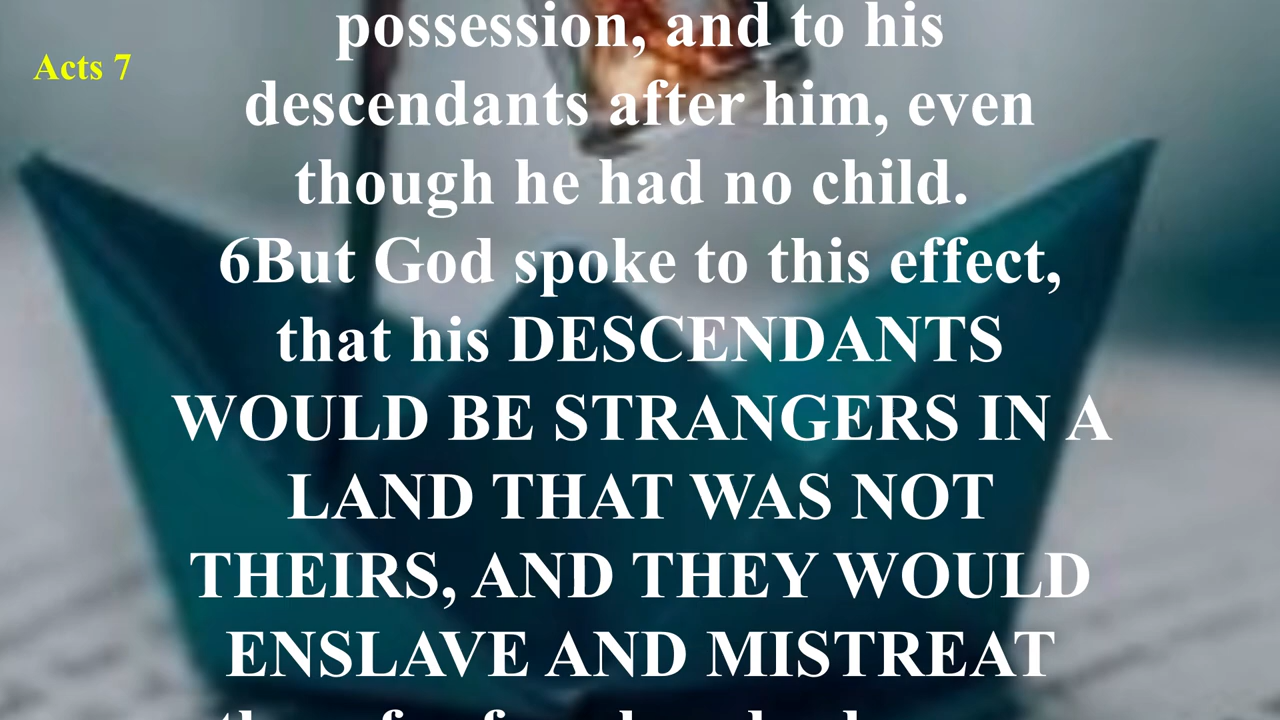 possession, and to his
Acts 7
descendants after him, even
though he had no child.
6But God spoke to this effect,
that his DESCENDANTS
WOULD BE STRANGERS IN A
LAND THAT WAS NOT
THEIRS, AND THEY WOULD
ENSLAVE AND MISTREAT